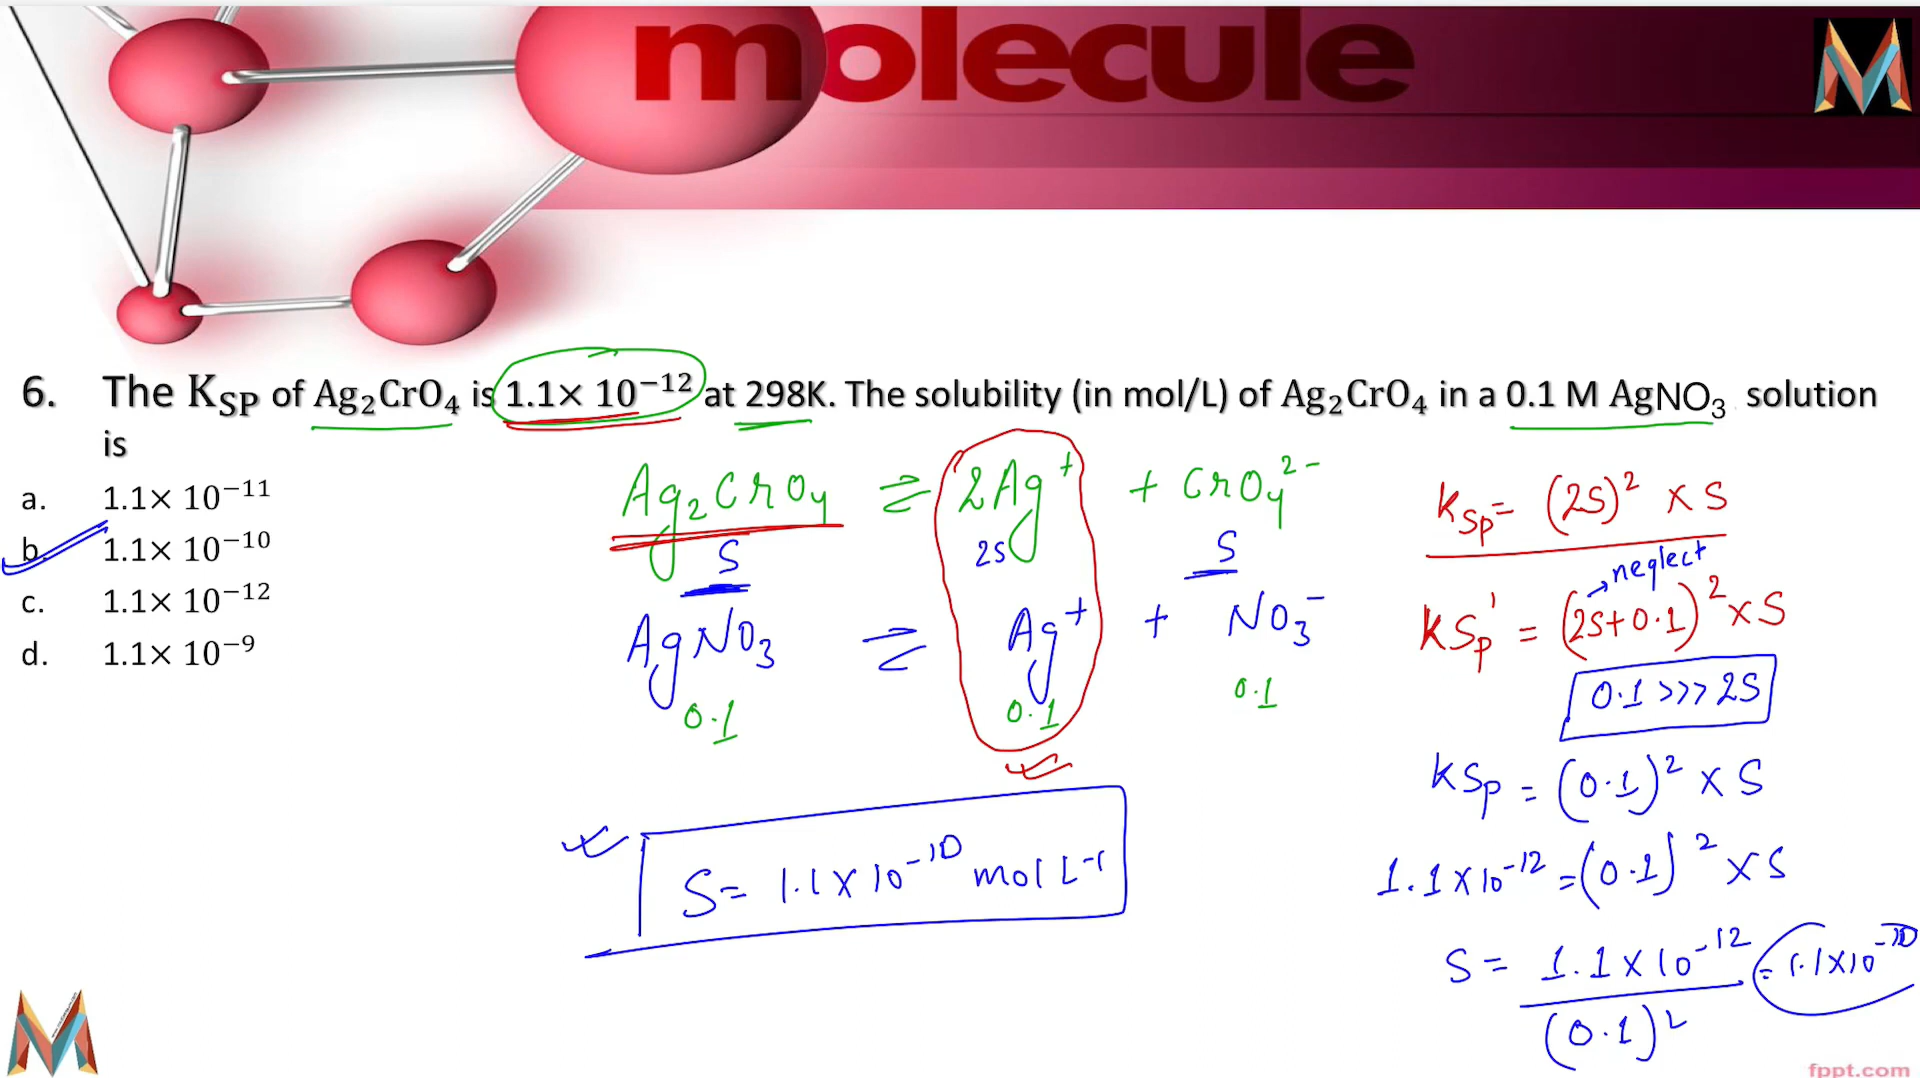 molecule
6. The K_SP of Ag₂CrO₄ is 1.1× 10⁻¹² at 298K. The solubility (in mol/L) of Ag₂CrO₄ in a 0.1 M AgNO₃ solution
is
a. 1.1× 10⁻¹¹
b. 1.1× 10⁻¹⁰
c. 1.1× 10⁻¹²
d. 1.1× 10⁻⁹
Ag₂CrO₄ ⇌ 2Ag⁺ + CrO₄²⁻
S 2S S
AgNO₃ ⇌ Ag⁺ + NO₃⁻
0.1 0.1 0.1
S = 1.1 × 10⁻¹⁰ mol L⁻¹
Ksp = (2S)² × S
→ neglect
Ksp' = (2S+0.1)² × S
0.1 >>> 2S
Ksp = (0.1)² × S
1.1 × 10⁻¹² = (0.1)² × S
S = 1.1 × 10⁻¹² / (0.1)² = 1.1 × 10⁻¹⁰
fppt.com